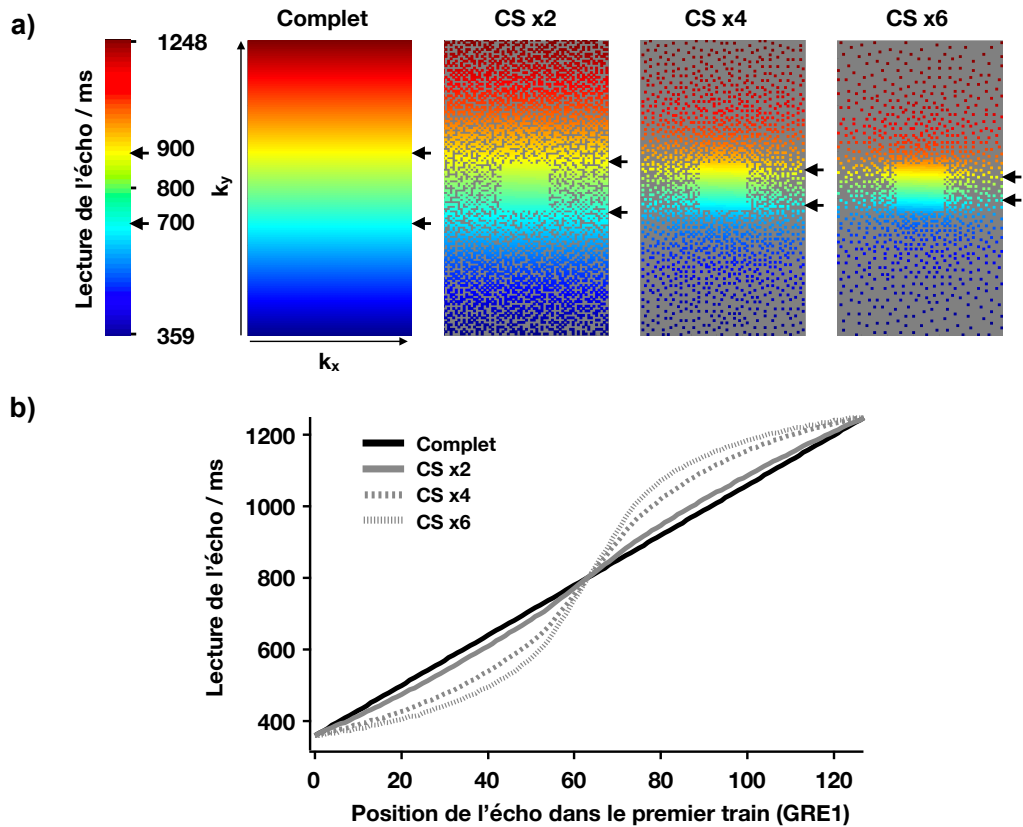 a)
Complet
CS x2
CS x4
CS x6
Lecture de l'écho / ms
1248
900
800
700
359
ky
kx
b)
Lecture de l'écho / ms
1200
1000
800
600
400
Complet
CS x2
CS x4
CS x6
0 20 40 60 80 100 120
Position de l'écho dans le premier train (GRE1)